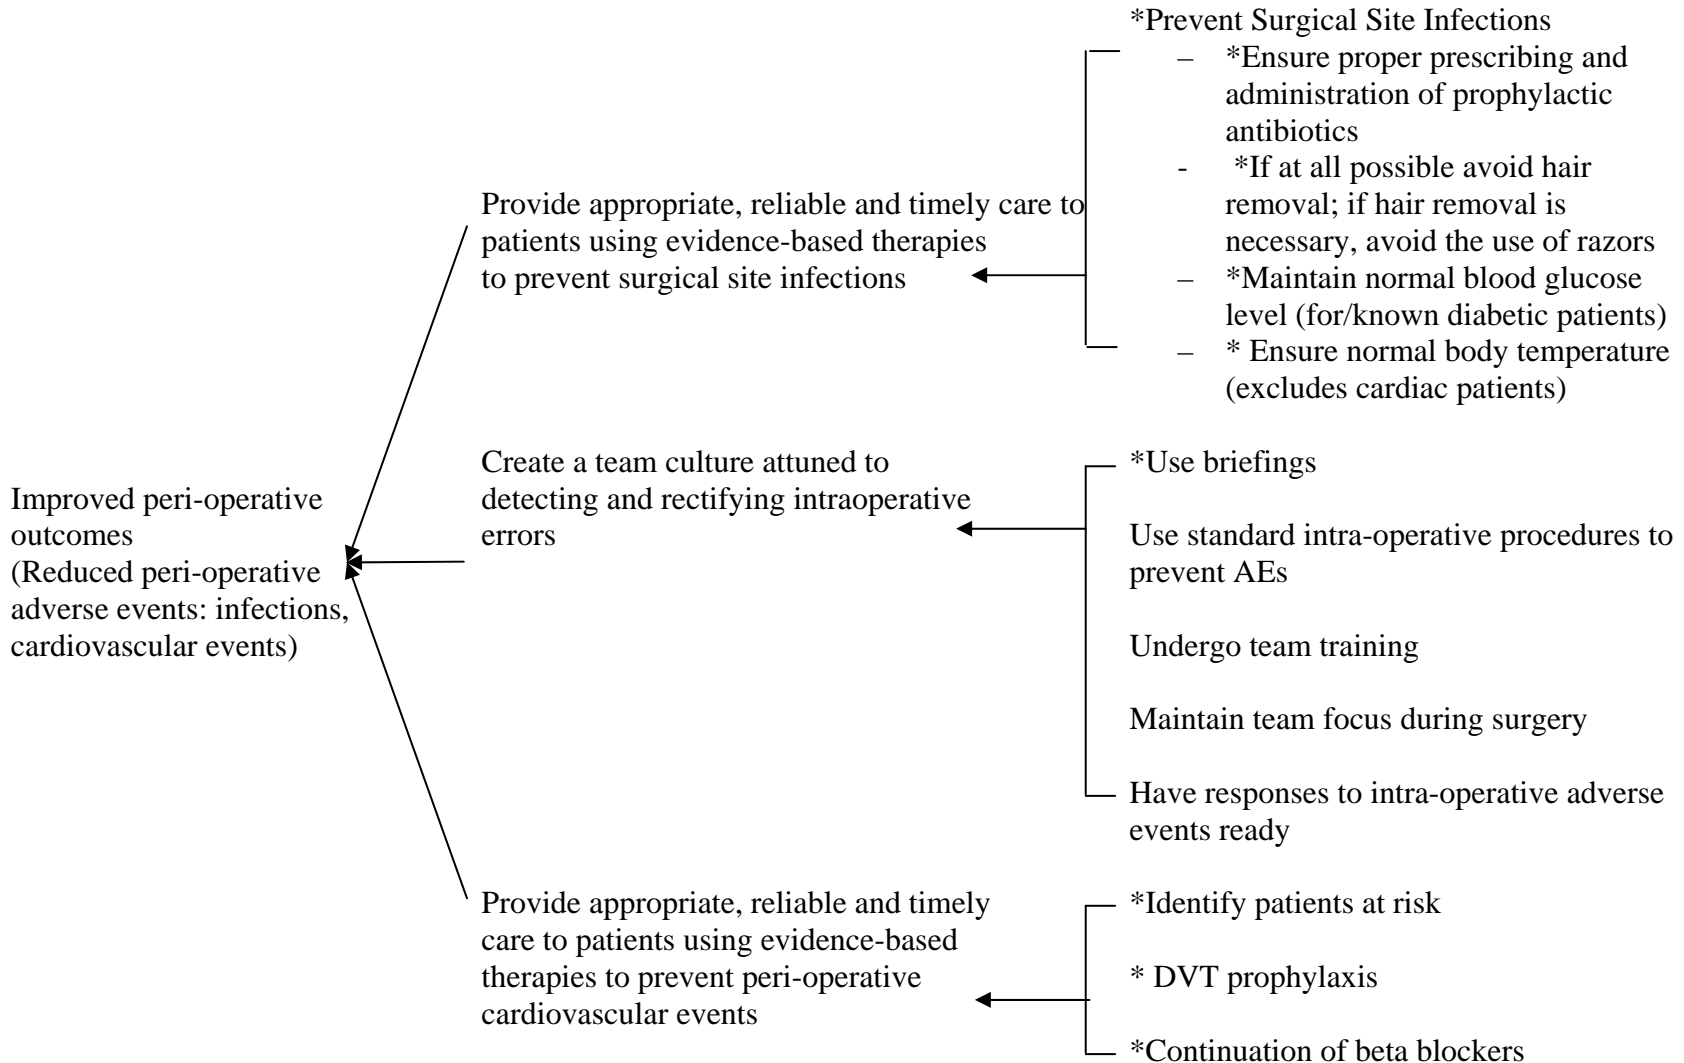 Improved peri-operative
outcomes
(Reduced peri-operative
adverse events: infections,
cardiovascular events)
Provide appropriate, reliable and timely care to
patients using evidence-based therapies
to prevent surgical site infections
Create a team culture attuned to
detecting and rectifying intraoperative
errors
Provide appropriate, reliable and timely
care to patients using evidence-based
therapies to prevent peri-operative
cardiovascular events
*Prevent Surgical Site Infections
– *Ensure proper prescribing and
administration of prophylactic
antibiotics
- *If at all possible avoid hair
removal; if hair removal is
necessary, avoid the use of razors
– *Maintain normal blood glucose
level (for/known diabetic patients)
– * Ensure normal body temperature
(excludes cardiac patients)
*Use briefings
Use standard intra-operative procedures to
prevent AEs
Undergo team training
Maintain team focus during surgery
Have responses to intra-operative adverse
events ready
*Identify patients at risk
* DVT prophylaxis
*Continuation of beta blockers